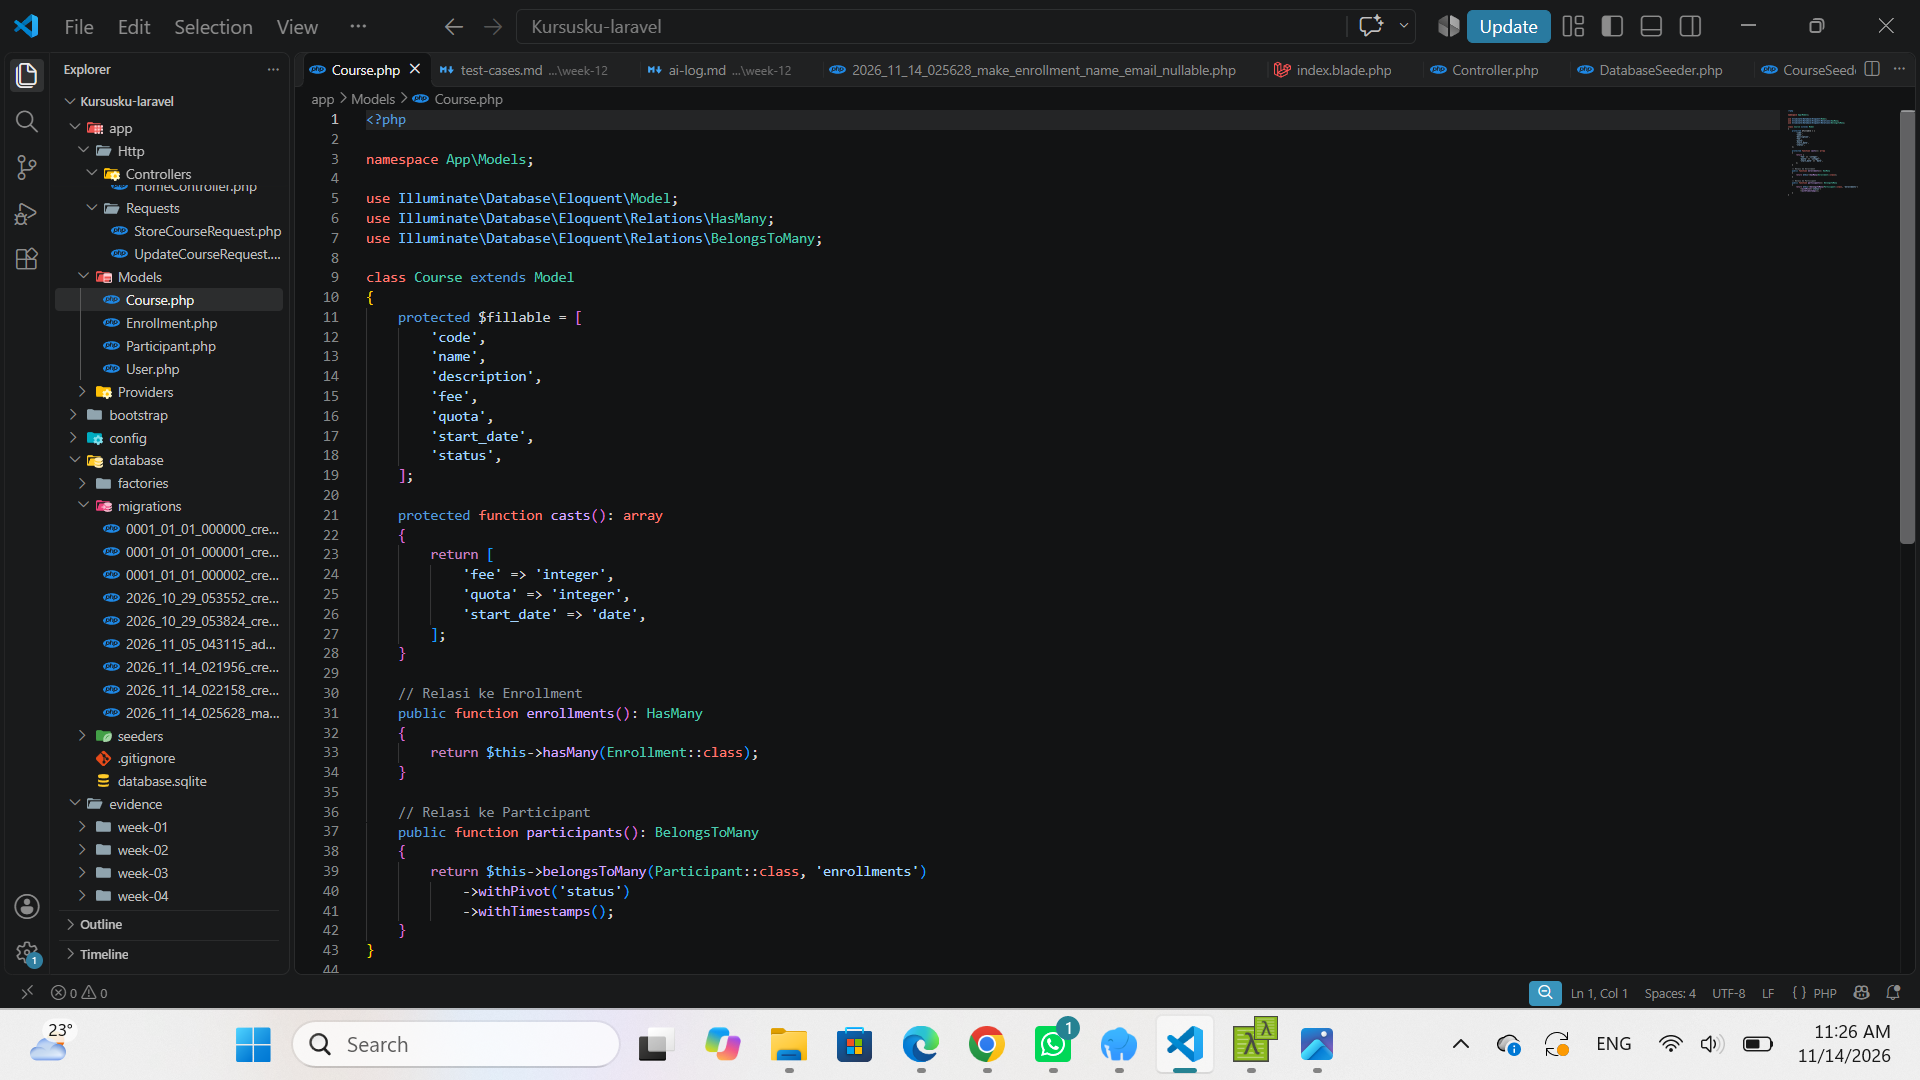 File Edit Selection View ··· Kursusku-laravel Update
Explorer ···
Kursusku-laravel
app
Http
Controllers
HomeController.php
Requests
StoreCourseRequest.php
UpdateCourseRequest....
Models
Course.php
Enrollment.php
Participant.php
User.php
Providers
bootstrap
config
database
factories
migrations
0001_01_01_000000_cre...
0001_01_01_000001_cre...
0001_01_01_000002_cre...
2026_10_29_053552_cre...
2026_10_29_053824_cre...
2026_11_05_043115_ad...
2026_11_14_021956_cre...
2026_11_14_022158_cre...
2026_11_14_025628_ma...
seeders
.gitignore
database.sqlite
evidence
week-01
week-02
week-03
week-04
Outline
Timeline
1
Course.php test-cases.md ...\week-12 ai-log.md ...\week-12 2026_11_14_025628_make_enrollment_name_email_nullable.php index.blade.php Controller.php DatabaseSeeder.php CourseSeede ···
app > Models > Course.php
1 <?php
2
3 namespace App\Models;
4
5 use Illuminate\Database\Eloquent\Model;
6 use Illuminate\Database\Eloquent\Relations\HasMany;
7 use Illuminate\Database\Eloquent\Relations\BelongsToMany;
8
9 class Course extends Model
10 {
11 protected $fillable = [
12 'code',
13 'name',
14 'description',
15 'fee',
16 'quota',
17 'start_date',
18 'status',
19 ];
20
21 protected function casts(): array
22 {
23 return [
24 'fee' => 'integer',
25 'quota' => 'integer',
26 'start_date' => 'date',
27 ];
28 }
29
30 // Relasi ke Enrollment
31 public function enrollments(): HasMany
32 {
33 return $this->hasMany(Enrollment::class);
34 }
35
36 // Relasi ke Participant
37 public function participants(): BelongsToMany
38 {
39 return $this->belongsToMany(Participant::class, 'enrollments')
40 ->withPivot('status')
41 ->withTimestamps();
42 }
43 }
44
0 0 Ln 1, Col 1 Spaces: 4 UTF-8 LF { } PHP
23° Search 1 ENG 11:26 AM
11/14/2026